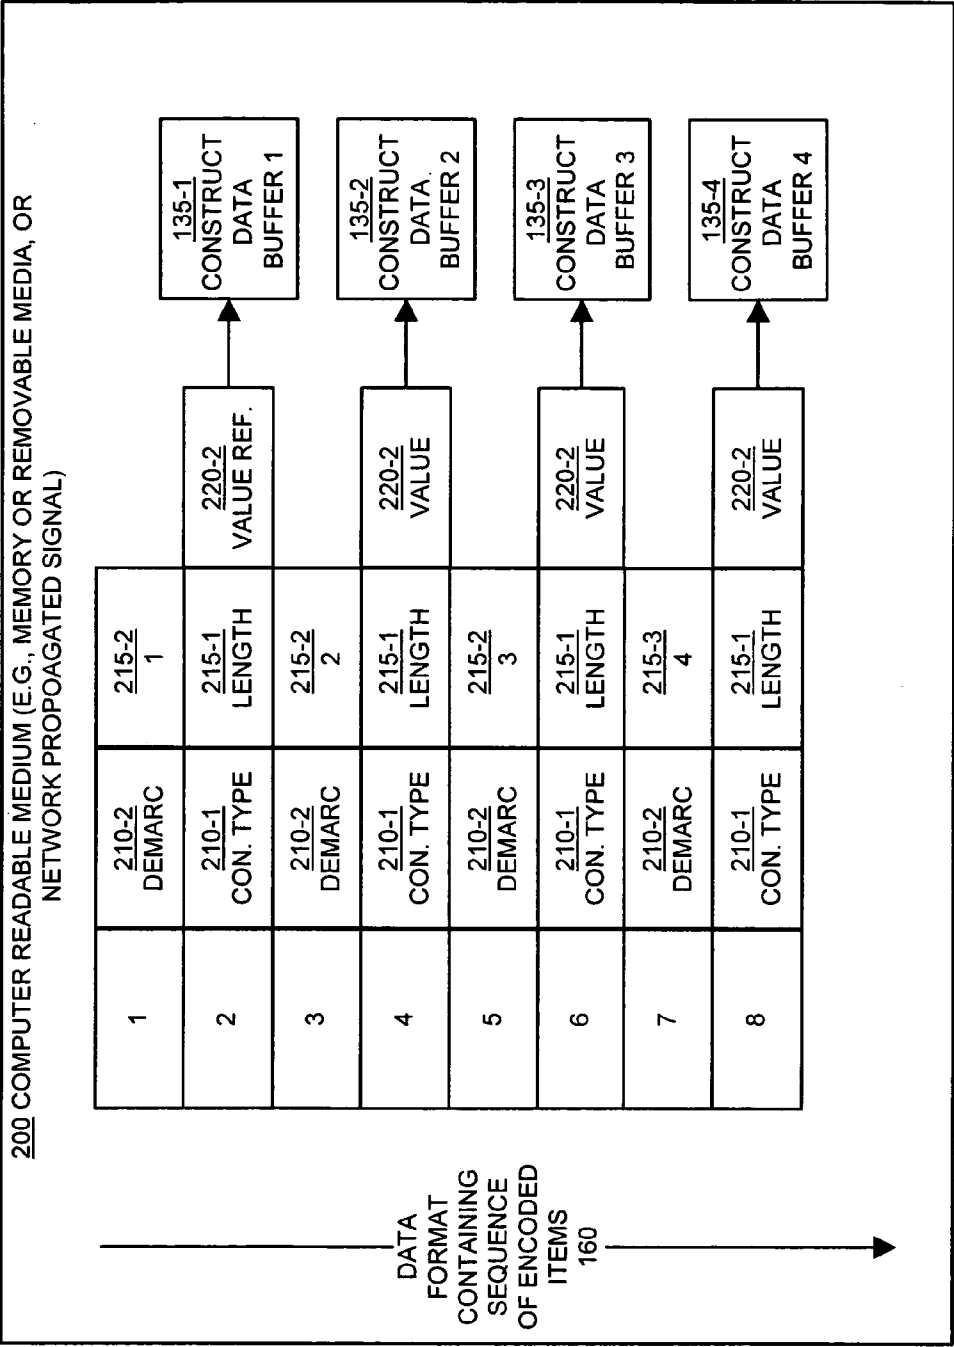 200 COMPUTER READABLE MEDIUM (E.G., MEMORY OR REMOVABLE MEDIA, OR
NETWORK PROPOAGATED SIGNAL)
DATA
FORMAT
CONTAINING
SEQUENCE
OF ENCODED
ITEMS
160
1
210-2
DEMARC
215-2
1
2
210-1
CON. TYPE
215-1
LENGTH
220-2
VALUE REF.
135-1
CONSTRUCT
DATA
BUFFER 1
3
210-2
DEMARC
215-2
2
4
210-1
CON. TYPE
215-1
LENGTH
220-2
VALUE
135-2
CONSTRUCT
DATA.
BUFFER 2
5
210-2
DEMARC
215-2
3
6
210-1
CON. TYPE
215-1
LENGTH
220-2
VALUE
135-3
CONSTRUCT
DATA
BUFFER 3
7
210-2
DEMARC
215-3
4
8
210-1
CON. TYPE
215-1
LENGTH
220-2
VALUE
135-4
CONSTRUCT
DATA
BUFFER 4